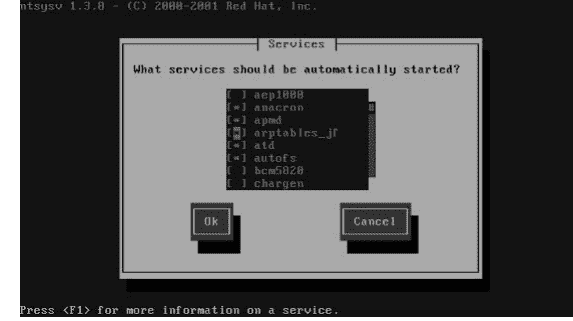 ntsysv 1.3.8 - (C) 2000-2001 Red Hat, Inc.
Services
What services should be automatically started?
[ ] aep1000
[*] anacron
[*] apmd
[*] arptables_jf
[*] atd
[*] autofs
[ ] bcm5820
[ ] chargen
Ok Cancel
Press <F1> for more information on a service.